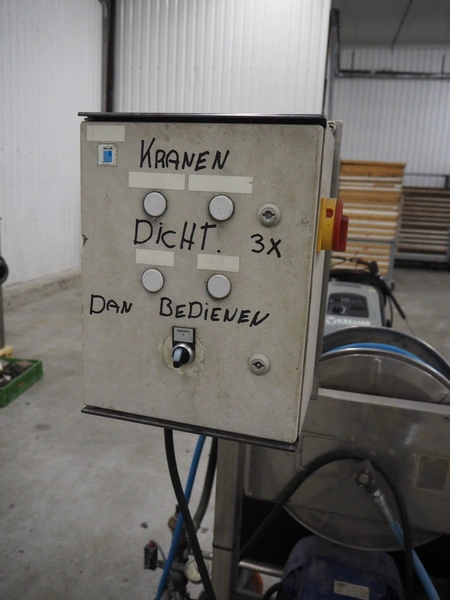 KRANEN
DICHT. 3X
DAN BEDIENEN